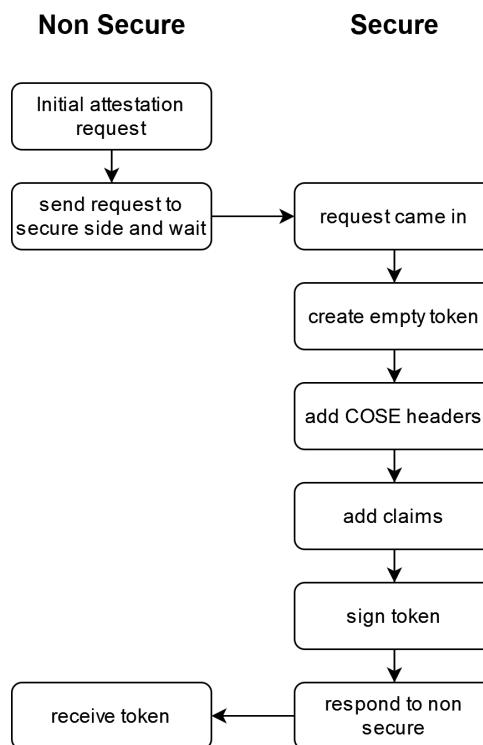 Non Secure
Secure
Initial attestation
request
send request to
secure side and wait
request came in
create empty token
add COSE headers
add claims
sign token
respond to non
secure
receive token